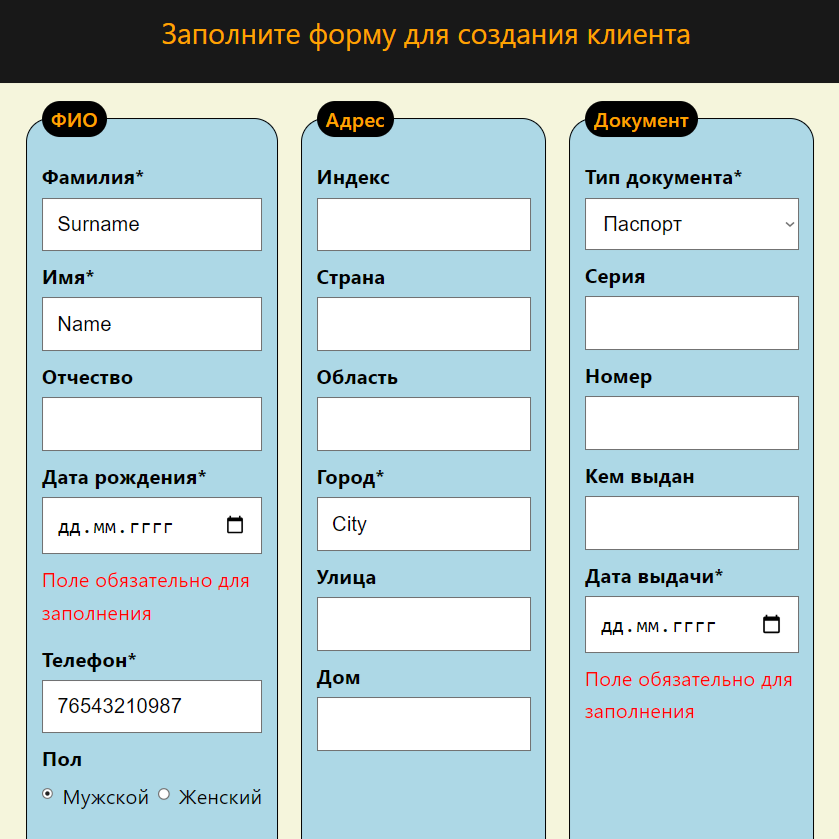 Заполните форму для создания клиента
ФИО
Фамилия*
Surname
Имя*
Name
Отчество
Дата рождения*
дд.мм.гггг
Поле обязательно для
заполнения
Телефон*
76543210987
Пол
Мужской Женский
Адрес
Индекс
Страна
Область
Город*
City
Улица
Дом
Документ
Тип документа*
Паспорт
Серия
Номер
Кем выдан
Дата выдачи*
дд.мм.гггг
Поле обязательно для
заполнения